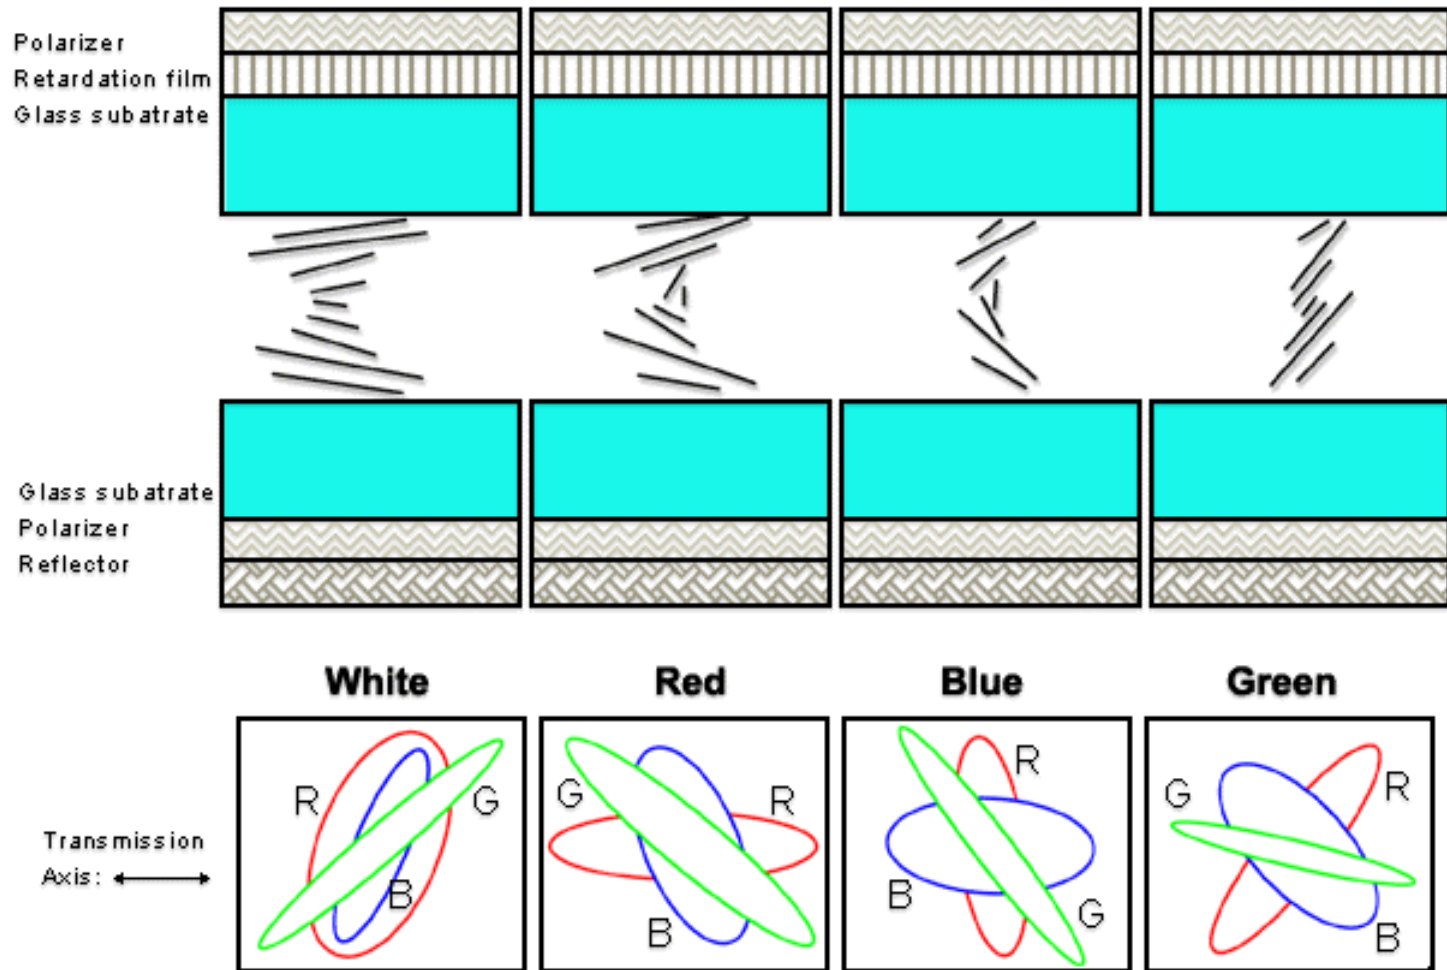 Polarizer
Retardation film
Glass subatrate
Glass subatrate
Polarizer
Reflector
White Red Blue Green
R G B
G R B
R B G
G R B
Transmission
Axis: